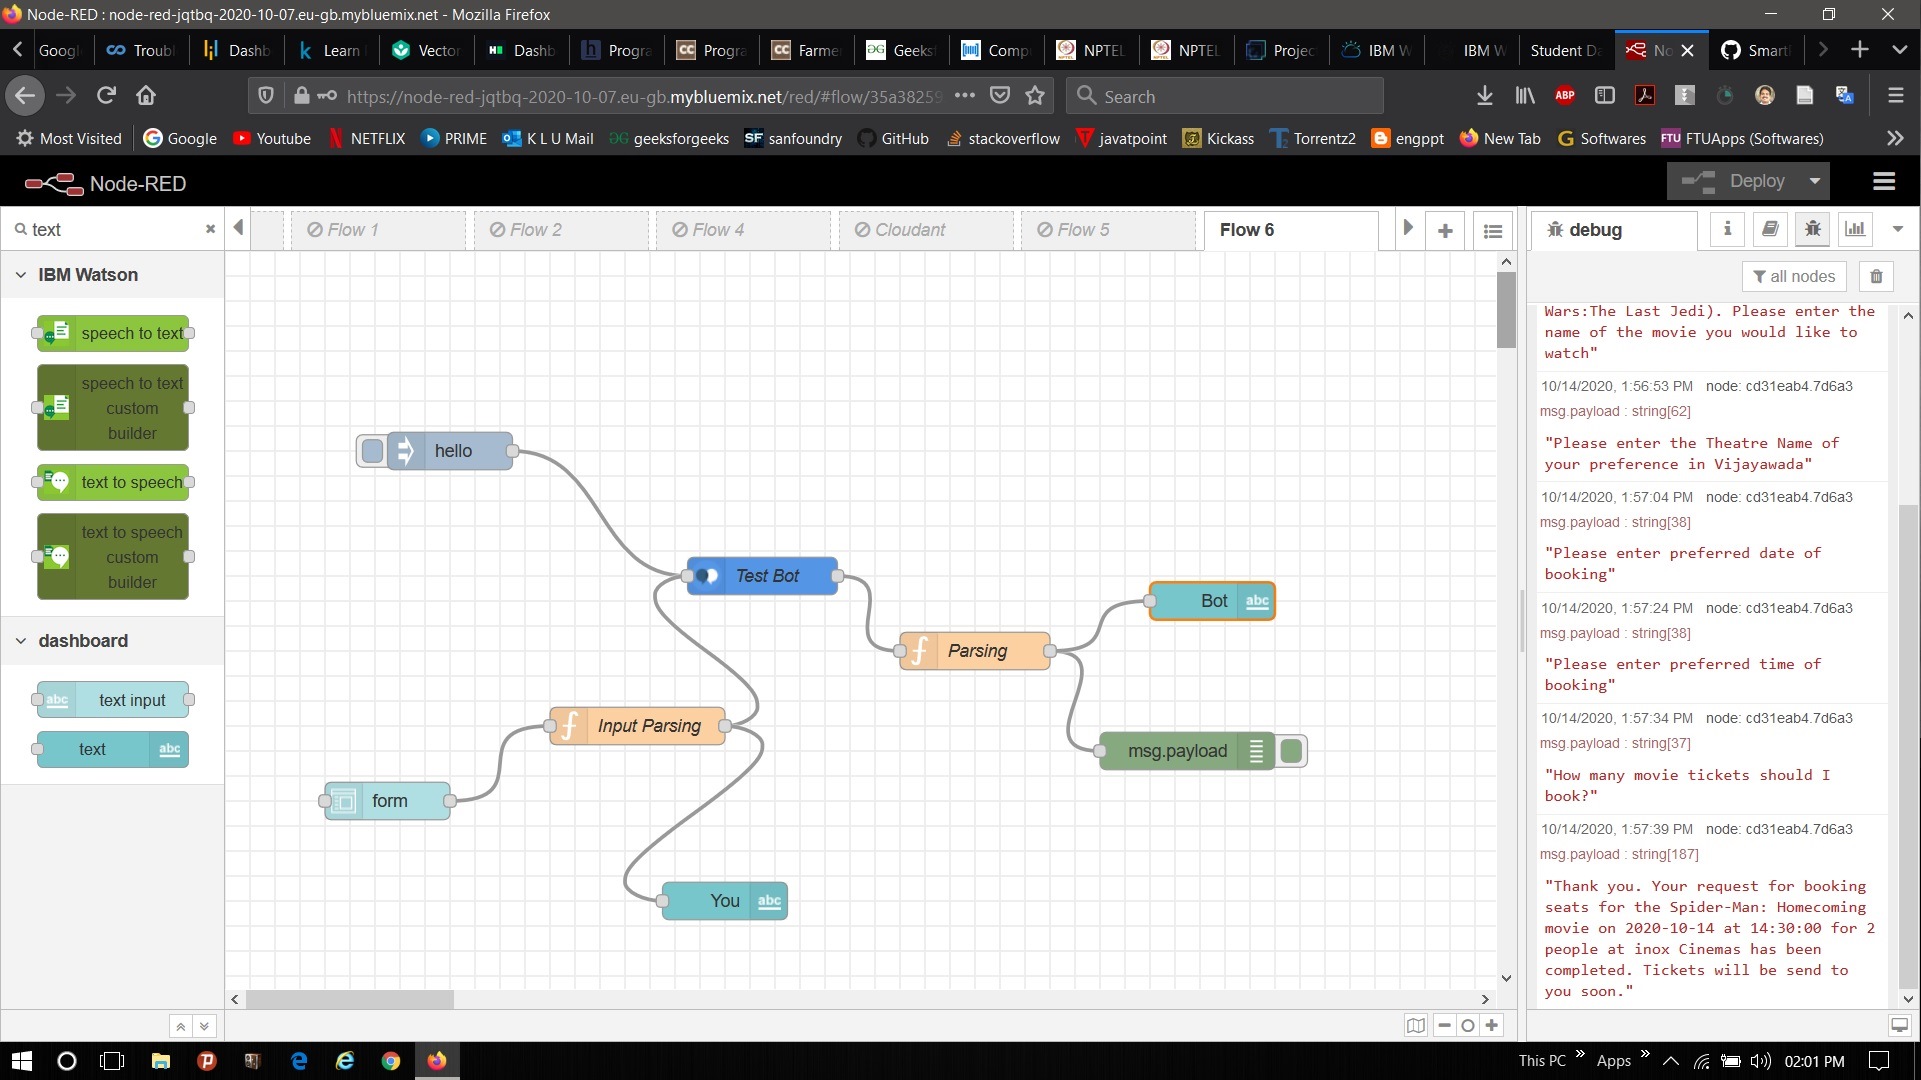 Node-RED : node-red-jqtbq-2020-10-07.eu-gb.mybluemix.net - Mozilla Firefox
Googl Troubl Dashb Learn Vector Dashb Progra Progra Farme Geeks Comp NPTEL NPTEL Projec IBM W IBM W Student Da No Smart
https://node-red-jqtbq-2020-10-07.eu-gb.mybluemix.net/red/#flow/35a38259 Search
ABP
Most Visited Google Youtube NETFLIX PRIME K L U Mail geeksforgeeks sanfoundry GitHub stackoverflow javatpoint Kickass Torrentz2 engppt New Tab Softwares FTUApps (Softwares)
Node-RED Deploy
text Flow 1 Flow 2 Flow 4 Cloudant Flow 5 Flow 6 debug
all nodes
IBM Watson
speech to text
speech to text
custom
builder
text to speech
text to speech
custom
builder
dashboard
text input
abc
text
abc
hello
Test Bot
Bot
abc
Parsing
Input Parsing
msg.payload
form
You
abc
Wars:The Last Jedi). Please enter the
name of the movie you would like to
watch"
10/14/2020, 1:56:53 PM node: cd31eab4.7d6a3
msg.payload : string[62]
"Please enter the Theatre Name of
your preference in Vijayawada"
10/14/2020, 1:57:04 PM node: cd31eab4.7d6a3
msg.payload : string[38]
"Please enter preferred date of
booking"
10/14/2020, 1:57:24 PM node: cd31eab4.7d6a3
msg.payload : string[38]
"Please enter preferred time of
booking"
10/14/2020, 1:57:34 PM node: cd31eab4.7d6a3
msg.payload : string[37]
"How many movie tickets should I
book?"
10/14/2020, 1:57:39 PM node: cd31eab4.7d6a3
msg.payload : string[187]
"Thank you. Your request for booking
seats for the Spider-Man: Homecoming
movie on 2020-10-14 at 14:30:00 for 2
people at inox Cinemas has been
completed. Tickets will be send to
you soon."
This PC Apps 02:01 PM